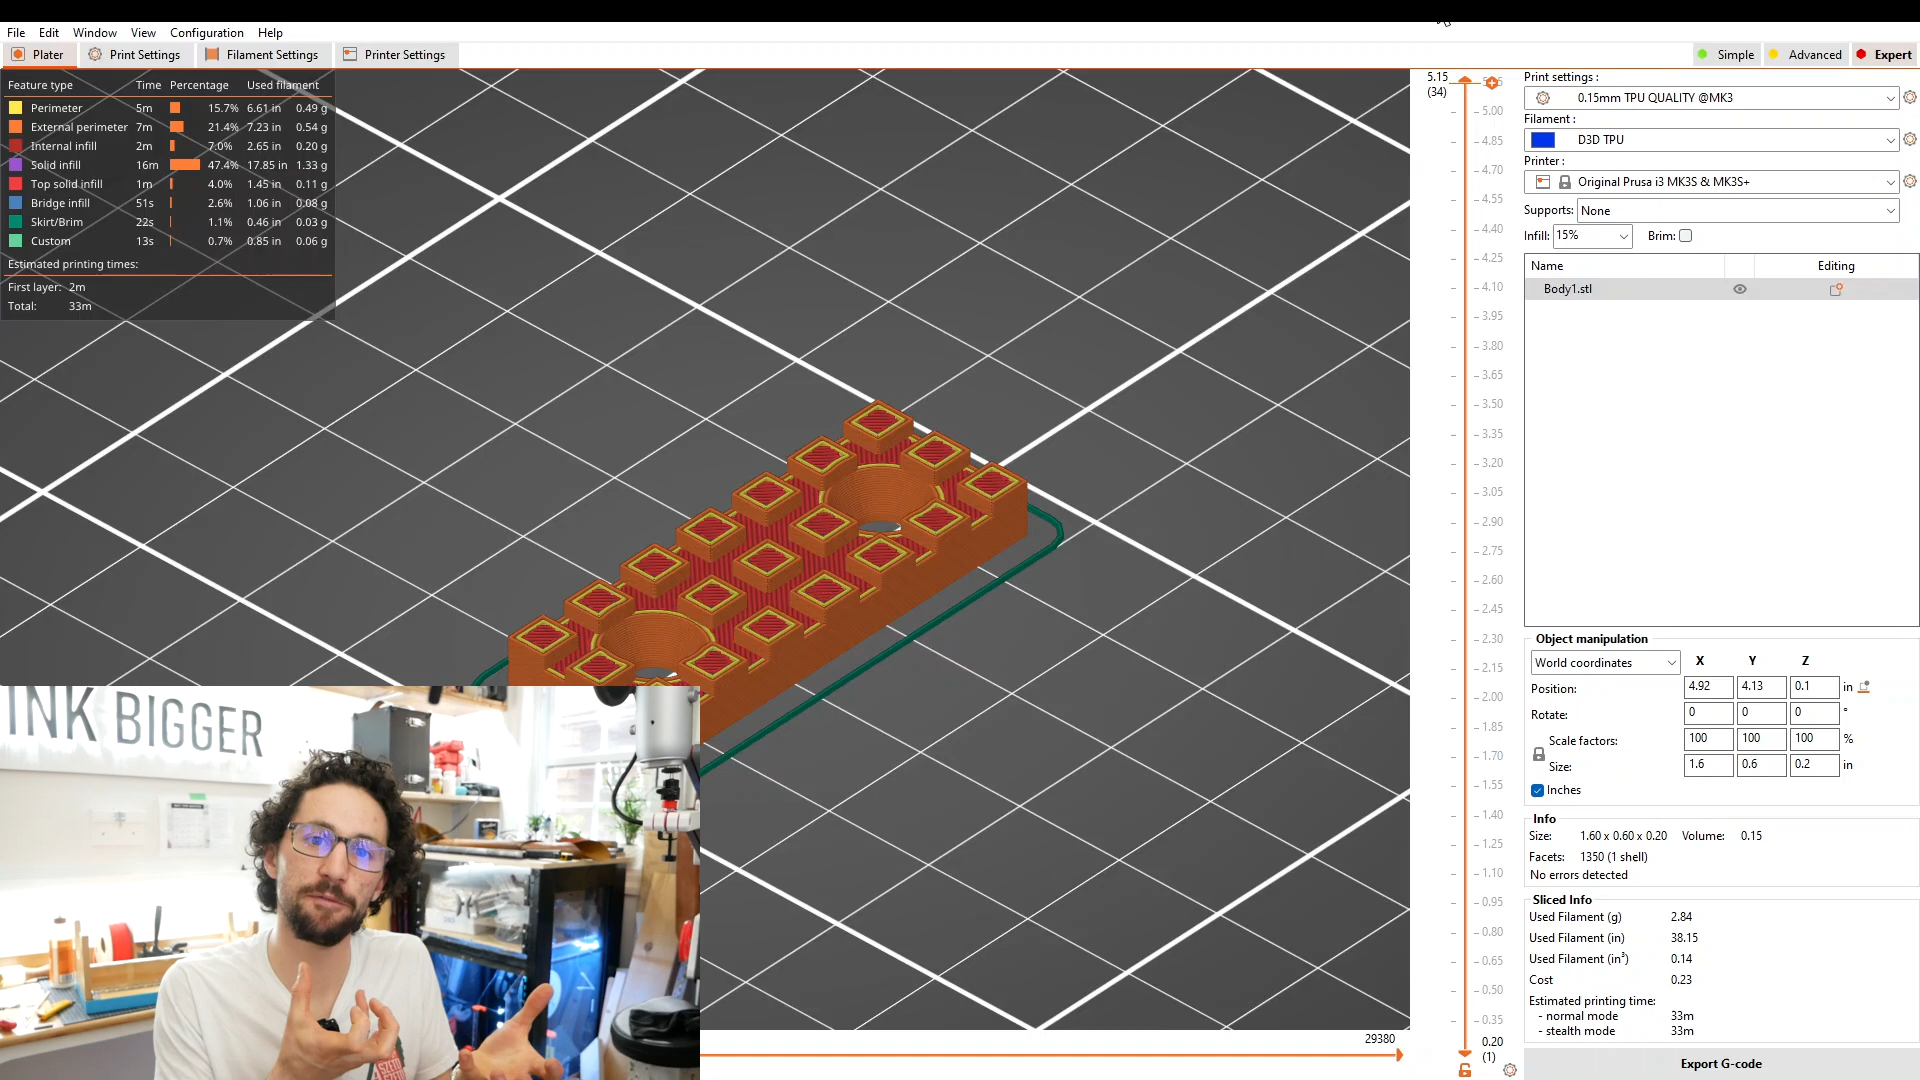 File Edit Window View Configuration Help
Plater Print Settings Filament Settings Printer Settings Simple Advanced Expert
Feature type Time Percentage Used filament
Perimeter 5m 15.7% 6.61 in 0.49 g
External perimeter 7m 21.4% 7.23 in 0.54 g
Internal infill 2m 7.0% 2.65 in 0.20 g
Solid infill 16m 47.4% 17.85 in 1.33 g
Top solid infill 1m 4.0% 1.45 in 0.11 g
Bridge infill 51s 2.6% 1.06 in 0.08 g
Skirt/Brim 22s 1.1% 0.46 in 0.03 g
Custom 13s 0.7% 0.85 in 0.06 g
Estimated printing times:
First layer: 2m
Total: 33m
5.15
(34)
5.00
4.85
4.70
4.55
4.40
4.25
4.10
3.95
3.80
3.65
3.50
3.35
3.20
3.05
2.90
2.75
2.60
2.45
2.30
2.15
2.00
1.85
1.70
1.55
1.40
1.25
1.10
0.95
0.80
0.65
0.50
0.35
0.20
(1)
29380
Print settings :
0.15mm TPU QUALITY @MK3
Filament :
D3D TPU
Printer :
Original Prusa i3 MK3S & MK3S+
Supports: None
Infill: 15% Brim:
Name Editing
Body1.stl
Object manipulation
World coordinates X Y Z
Position: 4.92 4.13 0.1 in
Rotate: 0 0 0 °
Scale factors: 100 100 100 %
Size: 1.6 0.6 0.2 in
Inches
Info
Size: 1.60 x 0.60 x 0.20 Volume: 0.15
Facets: 1350 (1 shell)
No errors detected
Sliced Info
Used Filament (g) 2.84
Used Filament (in) 38.15
Used Filament (in³) 0.14
Cost 0.23
Estimated printing time:
- normal mode 33m
- stealth mode 33m
Export G-code
INK BIGGER